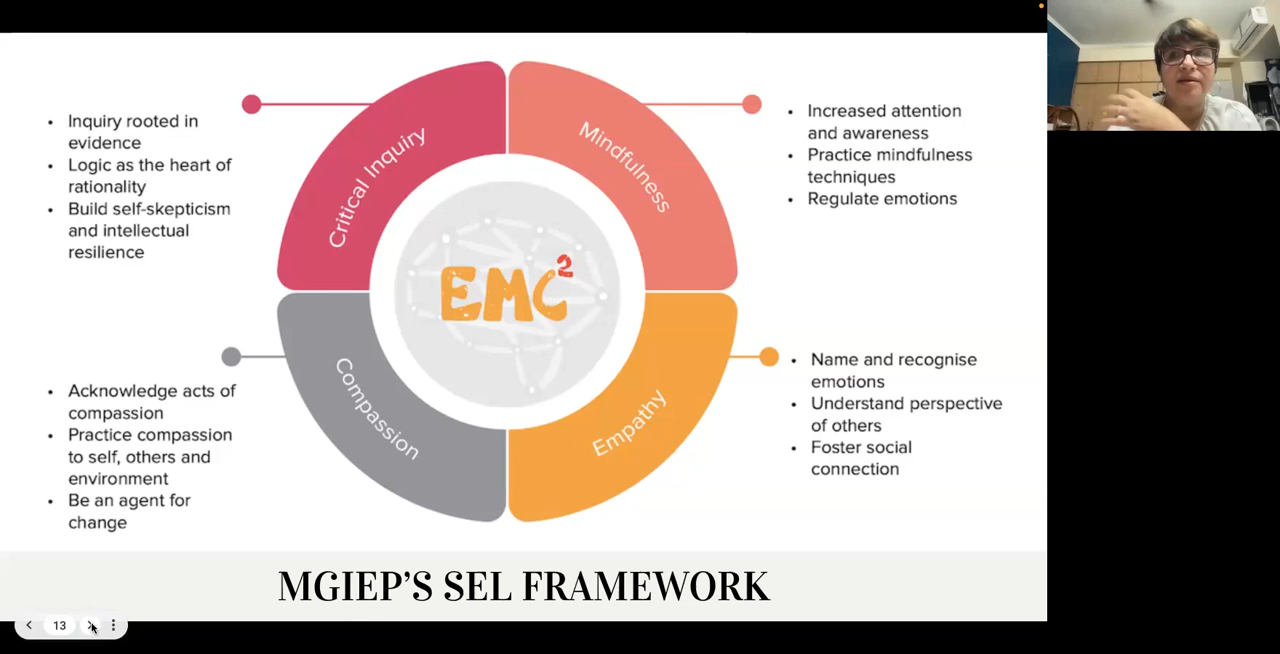 Critical Inquiry
• Inquiry rooted in
evidence
• Logic as the heart of
rationality
• Build self-skepticism
and intellectual
resilience
Mindfulness
• Increased attention
and awareness
• Practice mindfulness
techniques
• Regulate emotions
EMC²
Compassion
• Acknowledge acts of
compassion
• Practice compassion
to self, others and
environment
• Be an agent for
change
Empathy
• Name and recognise
emotions
• Understand perspective
of others
• Foster social
connection
MGIEP’S SEL FRAMEWORK
13